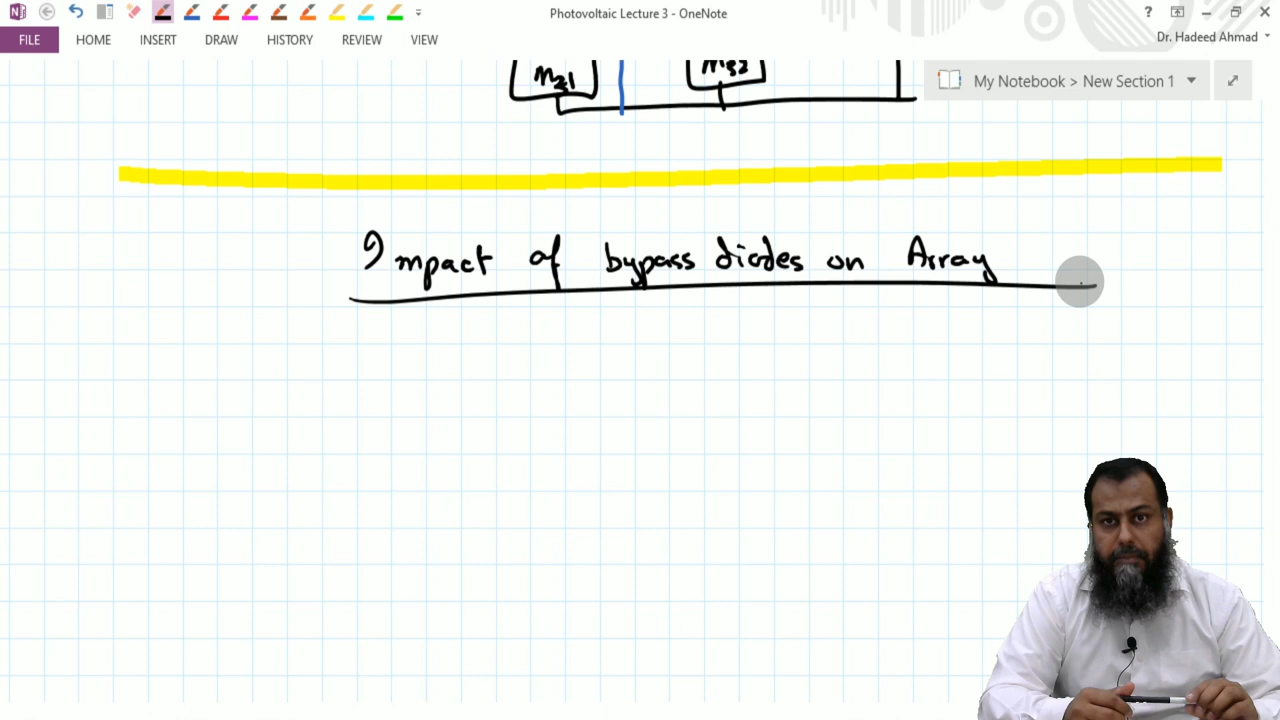 Photovoltaic Lecture 3 - OneNote
FILE HOME INSERT DRAW HISTORY REVIEW VIEW
Dr. Hadeed Ahmad
My Notebook > New Section 1
Impact of bypass diodes on Array